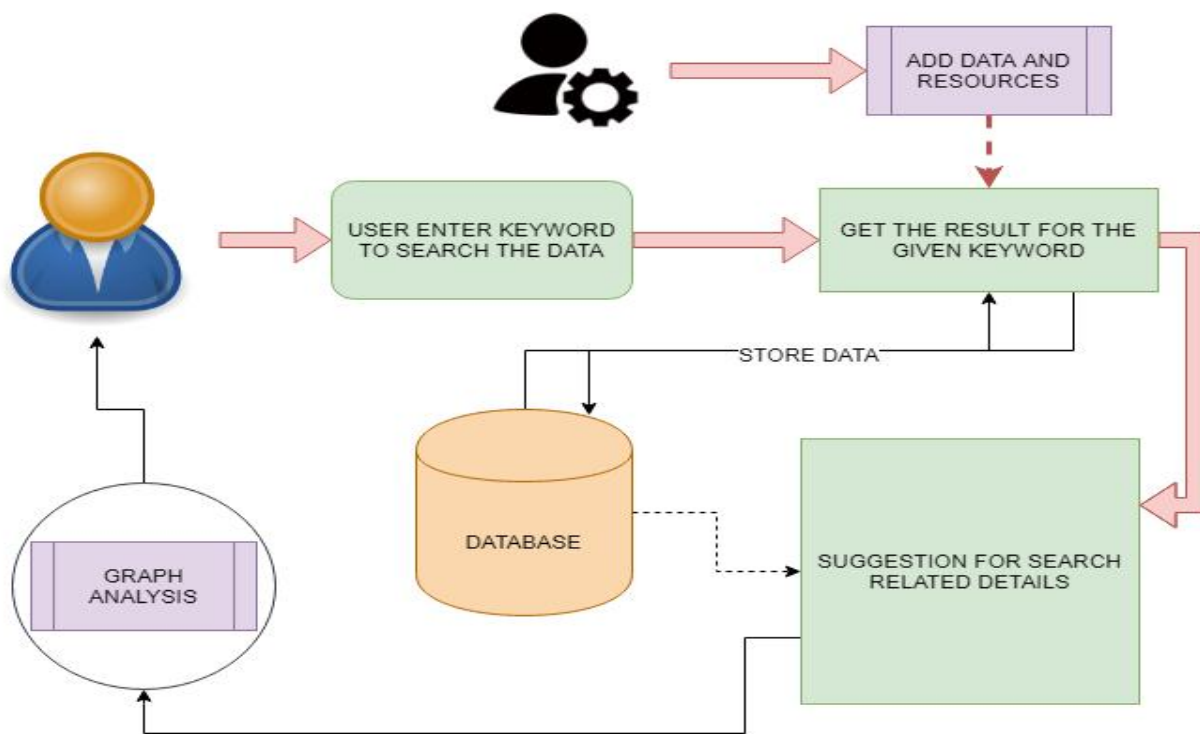 ADD DATA AND
RESOURCES
USER ENTER KEYWORD
TO SEARCH THE DATA
GET THE RESULT FOR THE
GIVEN KEYWORD
STORE DATA
DATABASE
SUGGESTION FOR SEARCH
RELATED DETAILS
GRAPH
ANALYSIS